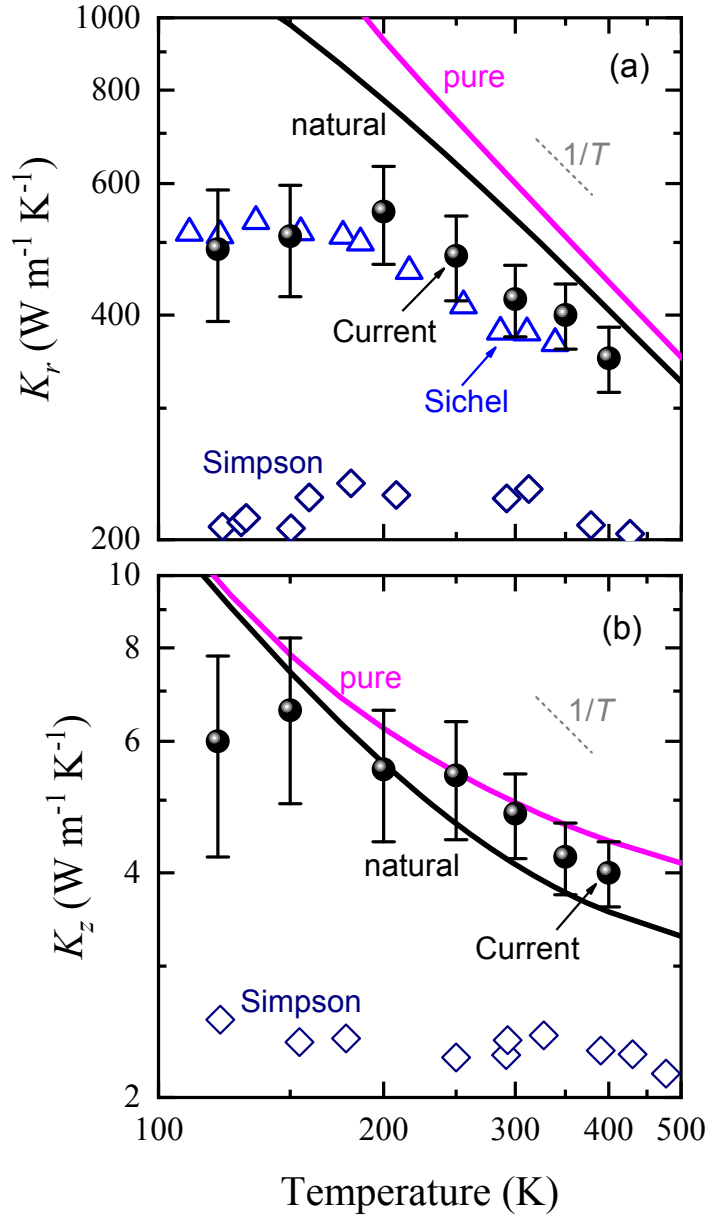 1000
800
600
400
200
K_r (W m⁻¹ K⁻¹)
(a)
pure
natural
1/T
Current
Sichel
Simpson
10
8
6
4
2
K_z (W m⁻¹ K⁻¹)
(b)
pure
1/T
natural
Current
Simpson
100
200
300
400
500
Temperature (K)